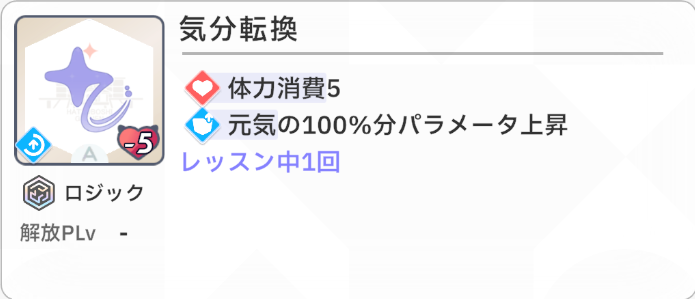 気分転換
体力消費5
元気の100%分パラメータ上昇
レッスン中1回
-5
A
ロジック
解放PLv -